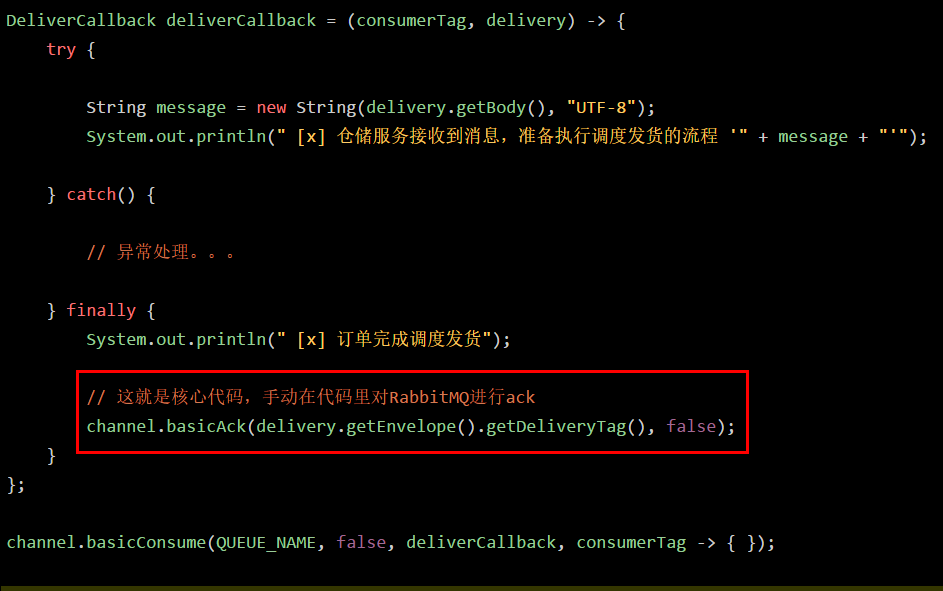 DeliverCallback deliverCallback = (consumerTag, delivery) -> {
try {
String message = new String(delivery.getBody(), "UTF-8");
System.out.println(" [x] 仓储服务接收到消息，准备执行调度发货的流程 '" + message + "'");
} catch() {
// 异常处理。。。
} finally {
System.out.println(" [x] 订单完成调度发货");
// 这就是核心代码，手动在代码里对RabbitMQ进行ack
channel.basicAck(delivery.getEnvelope().getDeliveryTag(), false);
}
};
channel.basicConsume(QUEUE_NAME, false, deliverCallback, consumerTag -> { });